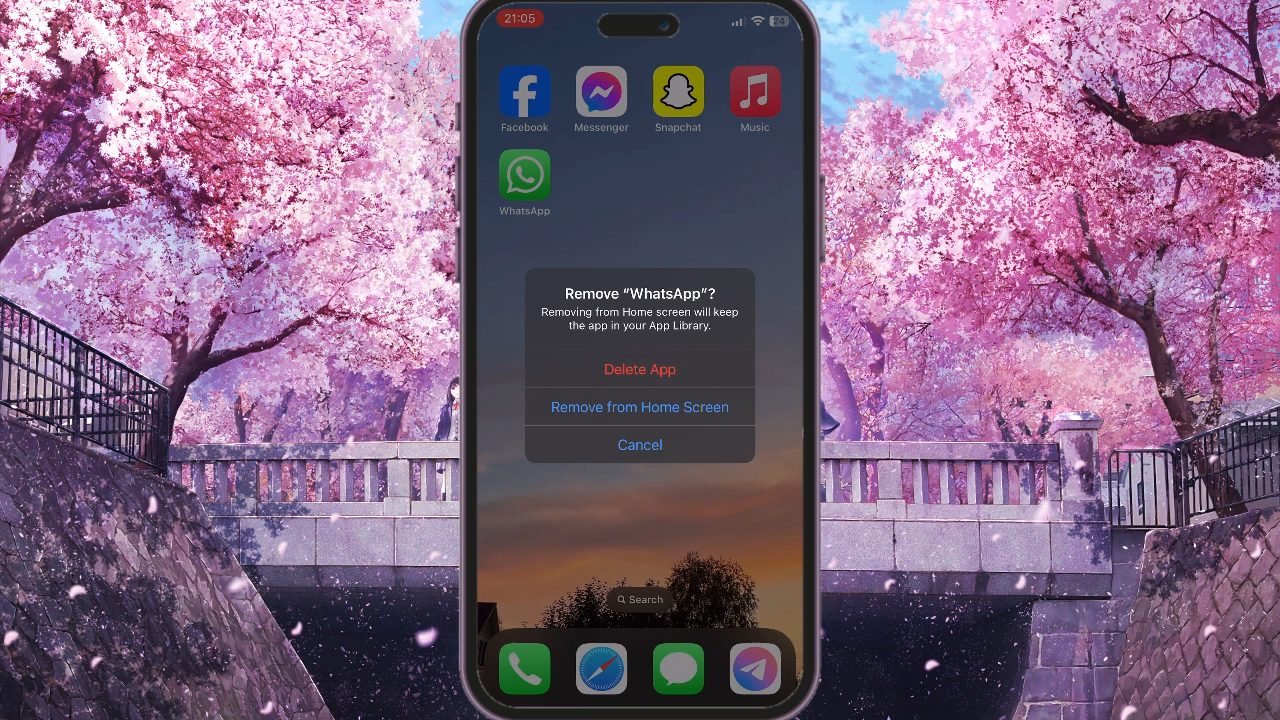 21:05
24
Facebook
Messenger
Snapchat
Music
WhatsApp
Remove “WhatsApp”?
Removing from Home screen will keep
the app in your App Library.
Delete App
Remove from Home Screen
Cancel
Search